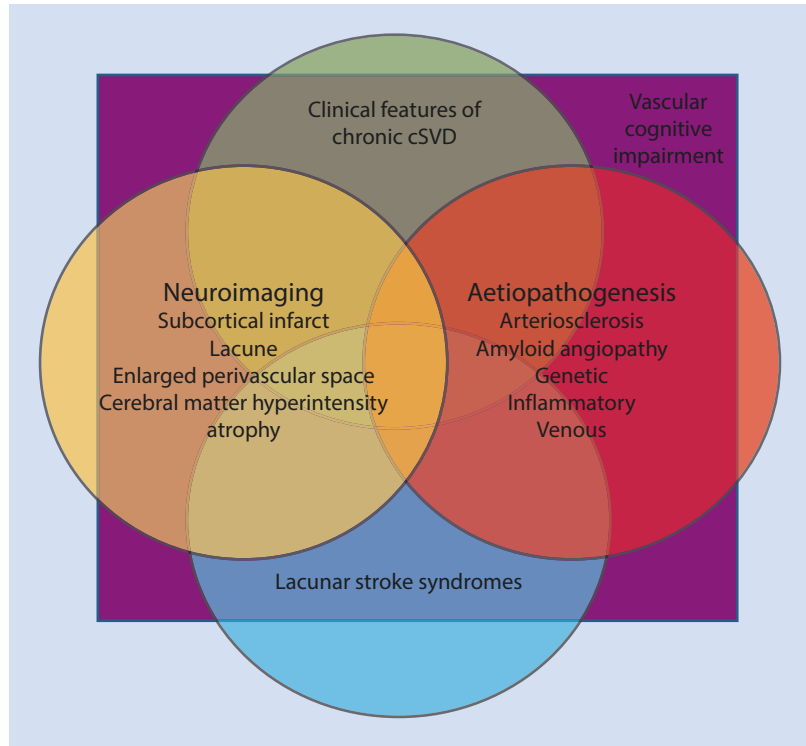 Clinical features of
chronic cSVD
Vascular
cognitive
impairment
Neuroimaging
Subcortical infarct
Lacune
Enlarged perivascular space
Cerebral matter hyperintensity
atrophy
Aetiopathogenesis
Arteriosclerosis
Amyloid angiopathy
Genetic
Inflammatory
Venous
Lacunar stroke syndromes